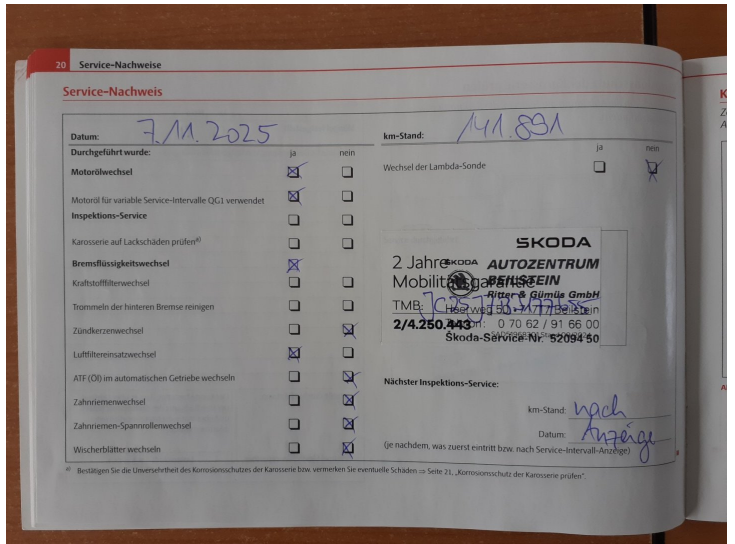 20 Service-Nachweise
Service-Nachweis
Datum: 7.11.2025
km-Stand: 141.891
Durchgeführt wurde: ja nein
ja nein
Motorölwechsel
Wechsel der Lambda-Sonde
Motoröl für variable Service-Intervalle QG1 verwendet
Inspektions-Service
Karosserie auf Lackschäden prüfen a)
Bremsflüssigkeitswechsel
Kraftstofffilterwechsel
Trommeln der hinteren Bremse reinigen
Zündkerzenwechsel
Luftfiltereinsatzwechsel
ATF (Öl) im automatischen Getriebe wechseln
Zahnriemenwechsel
Zahnriemen-Spannrollenwechsel
Wischerblätter wechseln
SKODA
2 Jahre SKODA AUTOZENTRUM
Mobilitätsgarantie BEILSTEIN
Ritter & Gümüs GmbH
TMB
Beilstein
2/4.250.443 0 70 62 / 91 66 00
Škoda-Service-Nr. 52094 50
Nächster Inspektions-Service:
km-Stand: nach
Datum: Anzeige
(je nachdem, was zuerst eintritt bzw. nach Service-Intervall-Anzeige)
a) Bestätigen Sie die Unversehrtheit des Korrosionsschutzes der Karosserie bzw. vermerken Sie eventuelle Schäden ⇒ Seite 21, „Korrosionsschutz der Karosserie prüfen".